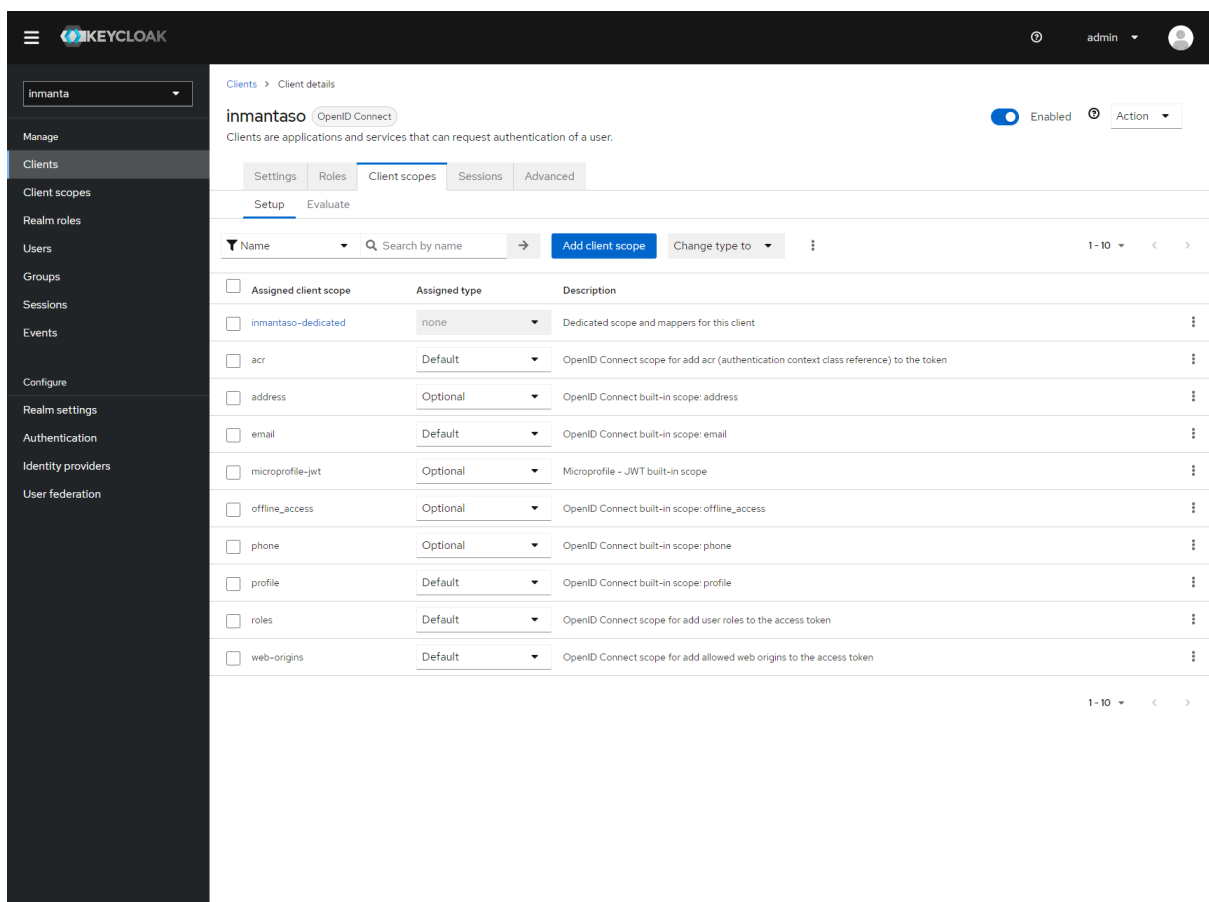 KEYCLOAK
admin
inmanta
Manage
Clients
Client scopes
Realm roles
Users
Groups
Sessions
Events
Configure
Realm settings
Authentication
Identity providers
User federation
Clients > Client details
inmantaso OpenID Connect
Enabled Action
Clients are applications and services that can request authentication of a user.
Settings Roles Client scopes Sessions Advanced
Setup Evaluate
Name Search by name Add client scope Change type to 1 - 10
Assigned client scope Assigned type Description
inmantaso-dedicated none Dedicated scope and mappers for this client
acr Default OpenID Connect scope for add acr (authentication context class reference) to the token
address Optional OpenID Connect built-in scope: address
email Default OpenID Connect built-in scope: email
microprofile-jwt Optional Microprofile - JWT built-in scope
offline_access Optional OpenID Connect built-in scope: offline_access
phone Optional OpenID Connect built-in scope: phone
profile Default OpenID Connect built-in scope: profile
roles Default OpenID Connect scope for add user roles to the access token
web-origins Default OpenID Connect scope for add allowed web origins to the access token
1 - 10